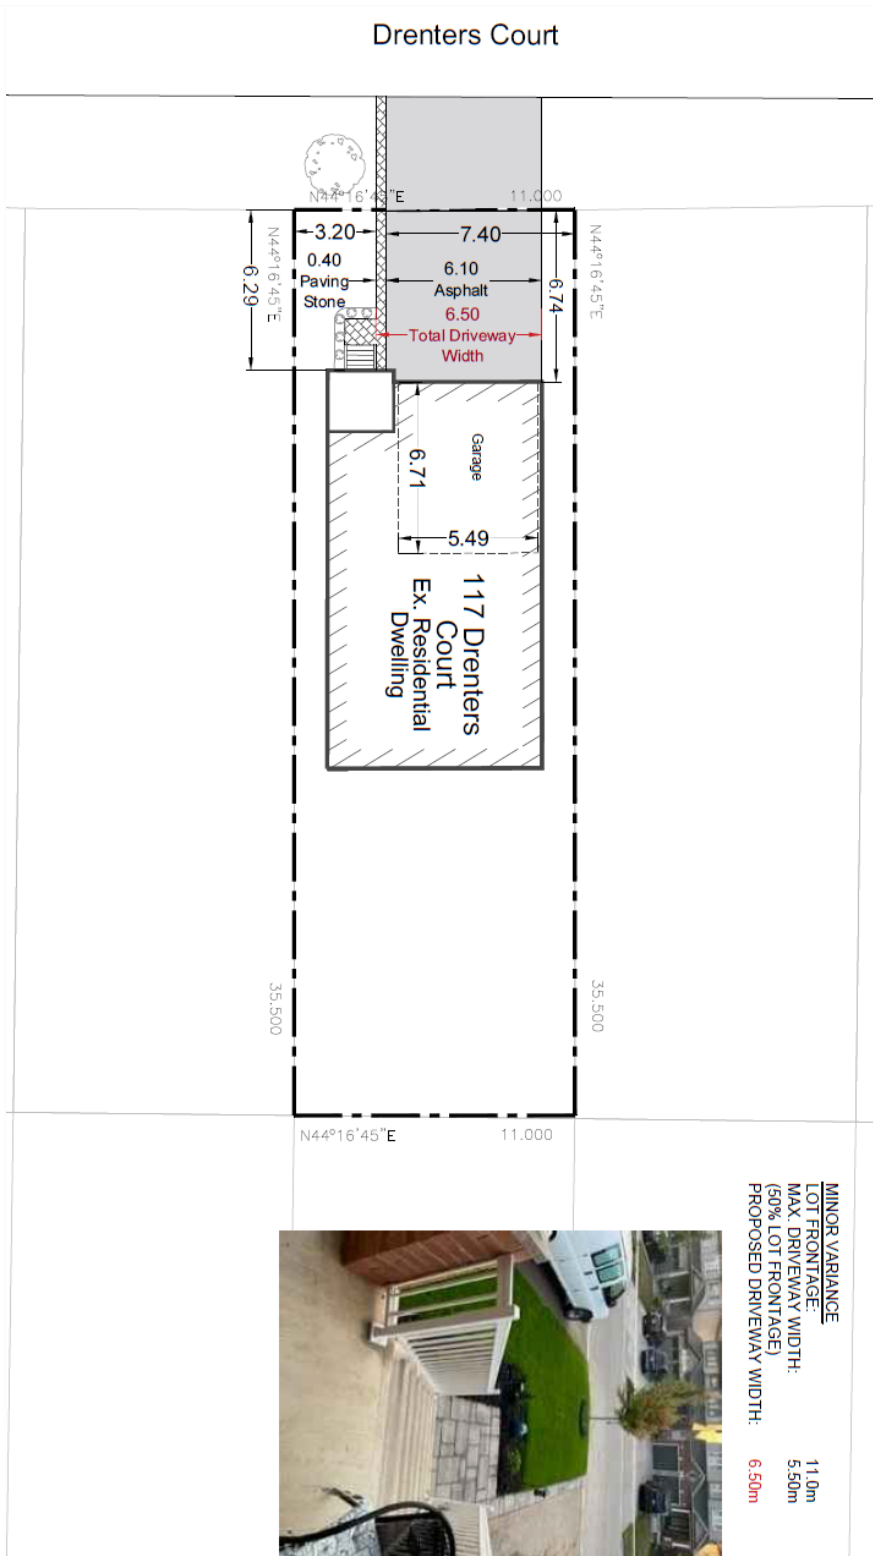 Drenters Court
N44°16'45"E
11.000
3.20
7.40
0.40
Paving
Stone
6.10
Asphalt
6.50
Total Driveway
Width
6.29
N44°16'45"E
6.74
N44°16'45"E
Garage
6.71
5.49
117 Drenters
Court
Ex. Residential
Dwelling
35.500
35.500
N44°16'45"E
11.000
MINOR VARIANCE
LOT FRONTAGE: 11.0m
MAX. DRIVEWAY WIDTH: 5.50m
(50% LOT FRONTAGE)
PROPOSED DRIVEWAY WIDTH: 6.50m